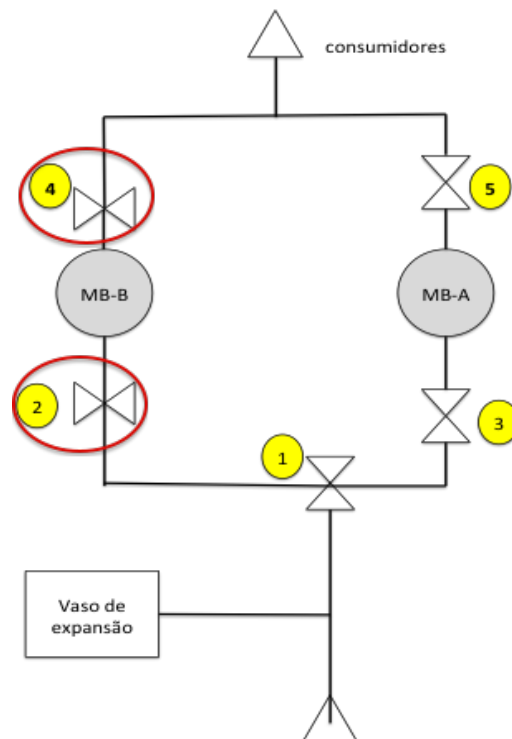 consumidores
4
5
MB-B
MB-A
2
3
1
Vaso de
expansão